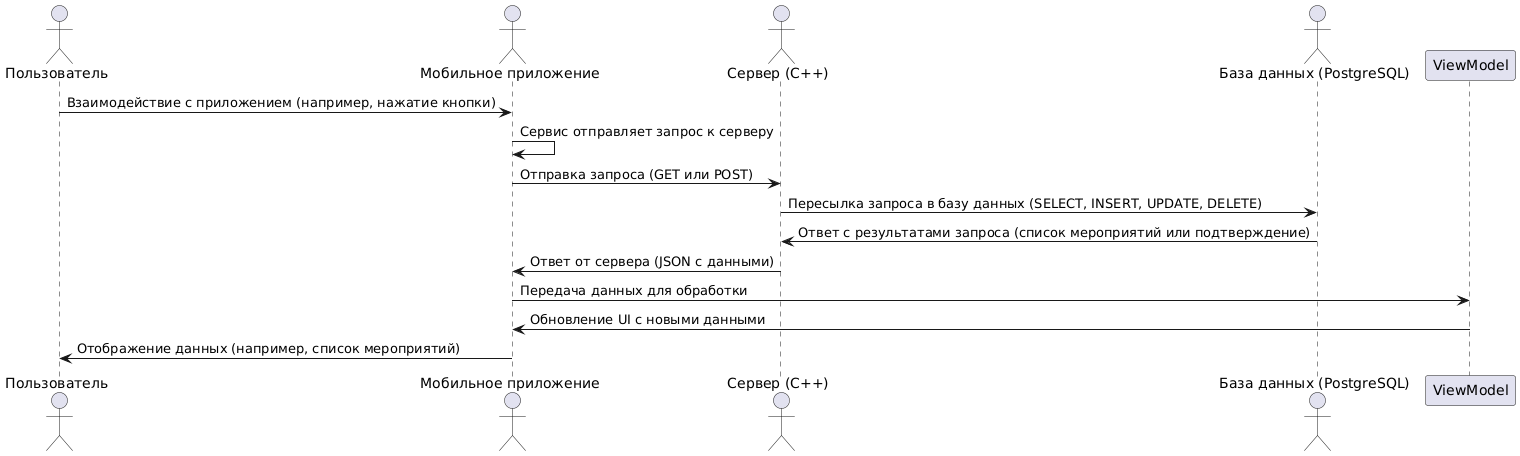 Пользователь
Мобильное приложение
Сервер (C++)
База данных (PostgreSQL)
ViewModel
Взаимодействие с приложением (например, нажатие кнопки)
Сервис отправляет запрос к серверу
Отправка запроса (GET или POST)
Пересылка запроса в базу данных (SELECT, INSERT, UPDATE, DELETE)
Ответ с результатами запроса (список мероприятий или подтверждение)
Ответ от сервера (JSON с данными)
Передача данных для обработки
Обновление UI с новыми данными
Отображение данных (например, список мероприятий)
Пользователь
Мобильное приложение
Сервер (C++)
База данных (PostgreSQL)
ViewModel